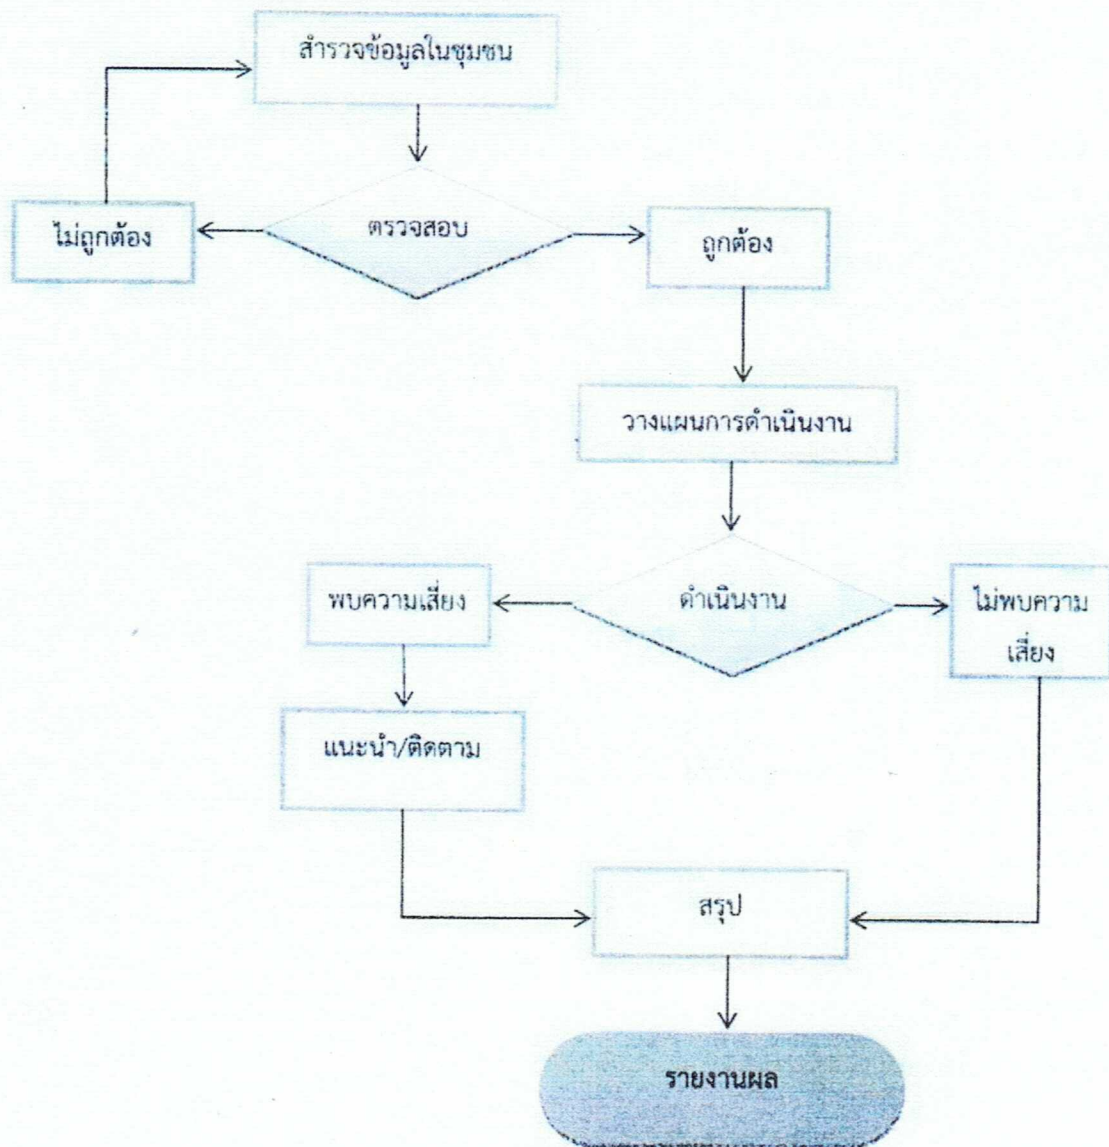 สำรวจข้อมูลในชุมชน
ไม่ถูกต้อง
ตรวจสอบ
ถูกต้อง
วางแผนการดำเนินงาน
พบความเสี่ยง
ดำเนินงาน
ไม่พบความ
เสี่ยง
แนะนำ/ติดตาม
สรุป
รายงานผล